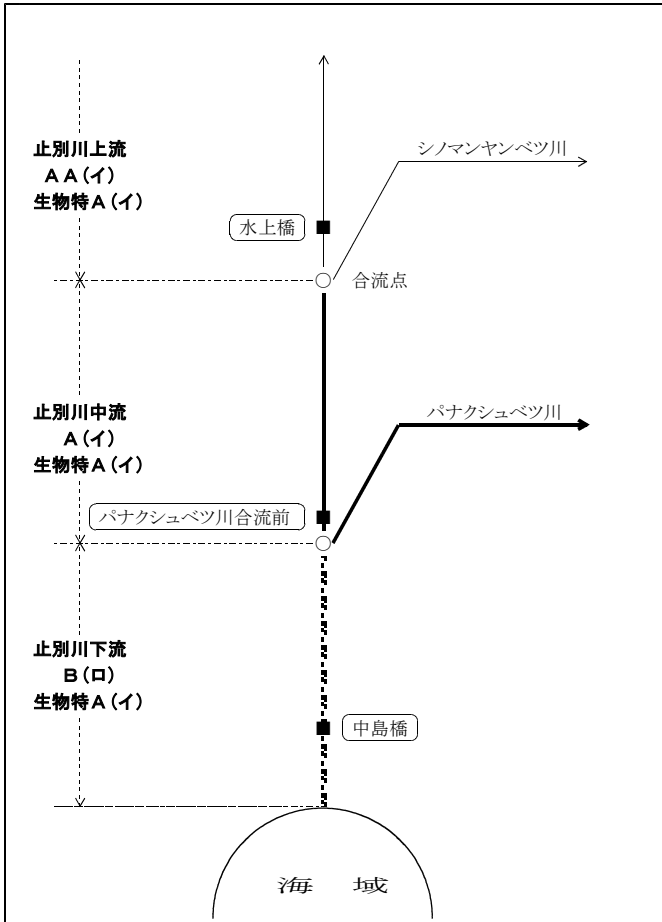 止別川上流
AA(イ)
生物特A(イ)
シノマンヤンベツ川
水上橋
合流点
止別川中流
A(イ)
生物特A(イ)
パナクシュベツ川
パナクシュベツ川合流前
止別川下流
B(ロ)
生物特A(イ)
中島橋
海域